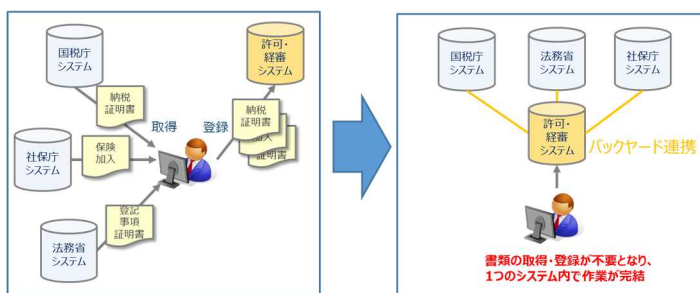 国税庁
システム
納税
証明書
取得
社保庁
システム
保険
加入
法務省
システム
登記
事項
証明書
登録
許可・
経審
システム
納税
証明書
加入
証明書
国税庁
システム
法務省
システム
社保庁
システム
許可・
経審
システム
バックヤード連携
書類の取得・登録が不要となり、
1つのシステム内で作業が完結